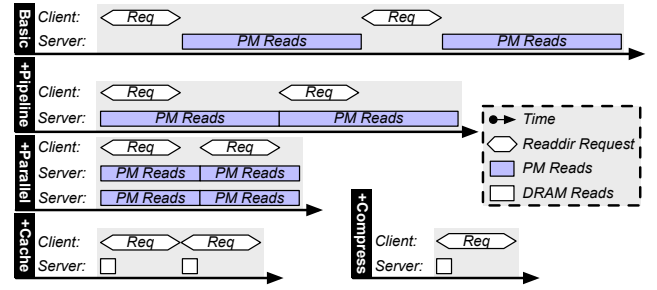 Basic
Client: Req Req
Server: PM Reads PM Reads
+Pipeline
Client: Req Req
Server: PM Reads PM Reads
+Parallel
Client: Req Req
Server: PM Reads PM Reads
Server: PM Reads PM Reads
+Cache
Client: Req Req
Server:
+Compress
Client: Req
Server:
Time
Readdir Request
PM Reads
DRAM Reads